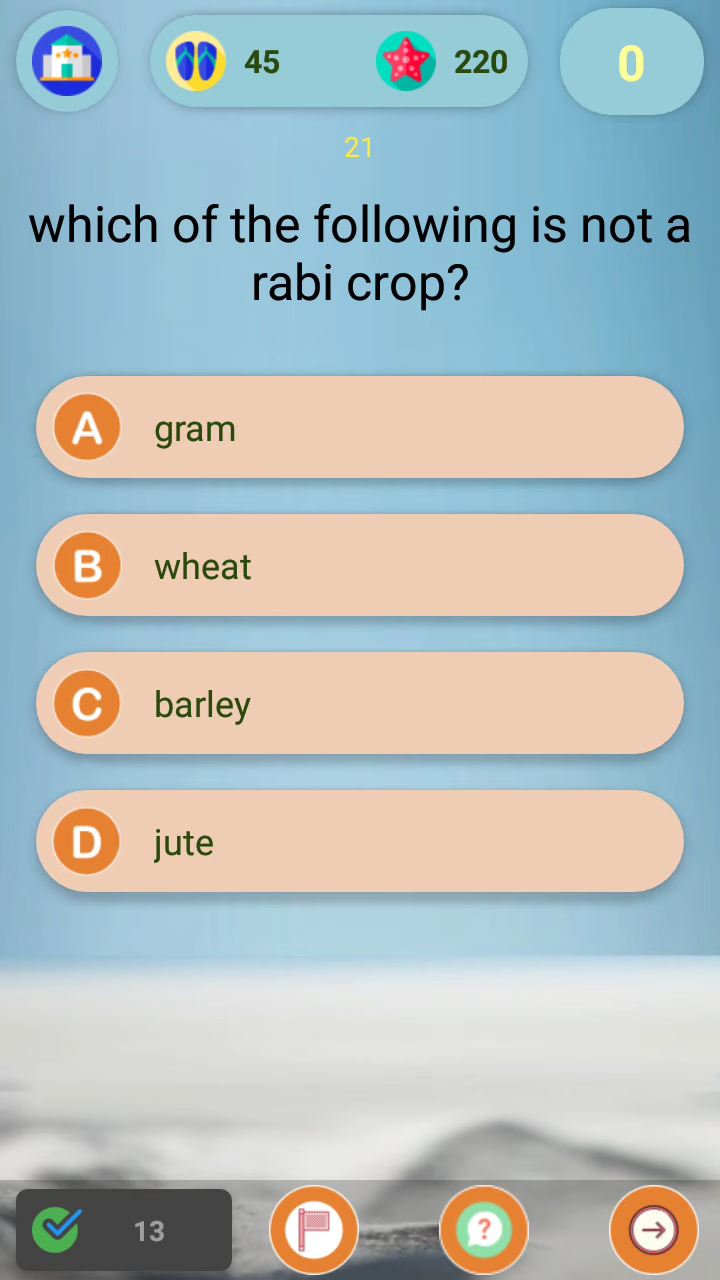 45
220
0
21
which of the following is not a
rabi crop?
A gram
B wheat
C barley
D jute
13
?